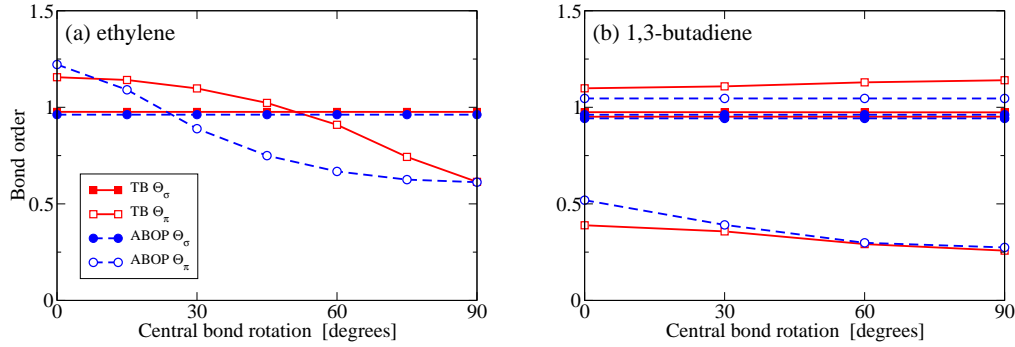 (a) ethylene
Bond order
1.5
1
0.5
0
TB Θσ
TB Θπ
ABOP Θσ
ABOP Θπ
0 30 60 90
Central bond rotation [degrees]
(b) 1,3-butadiene
1.5
1
0.5
0
0 30 60 90
Central bond rotation [degrees]